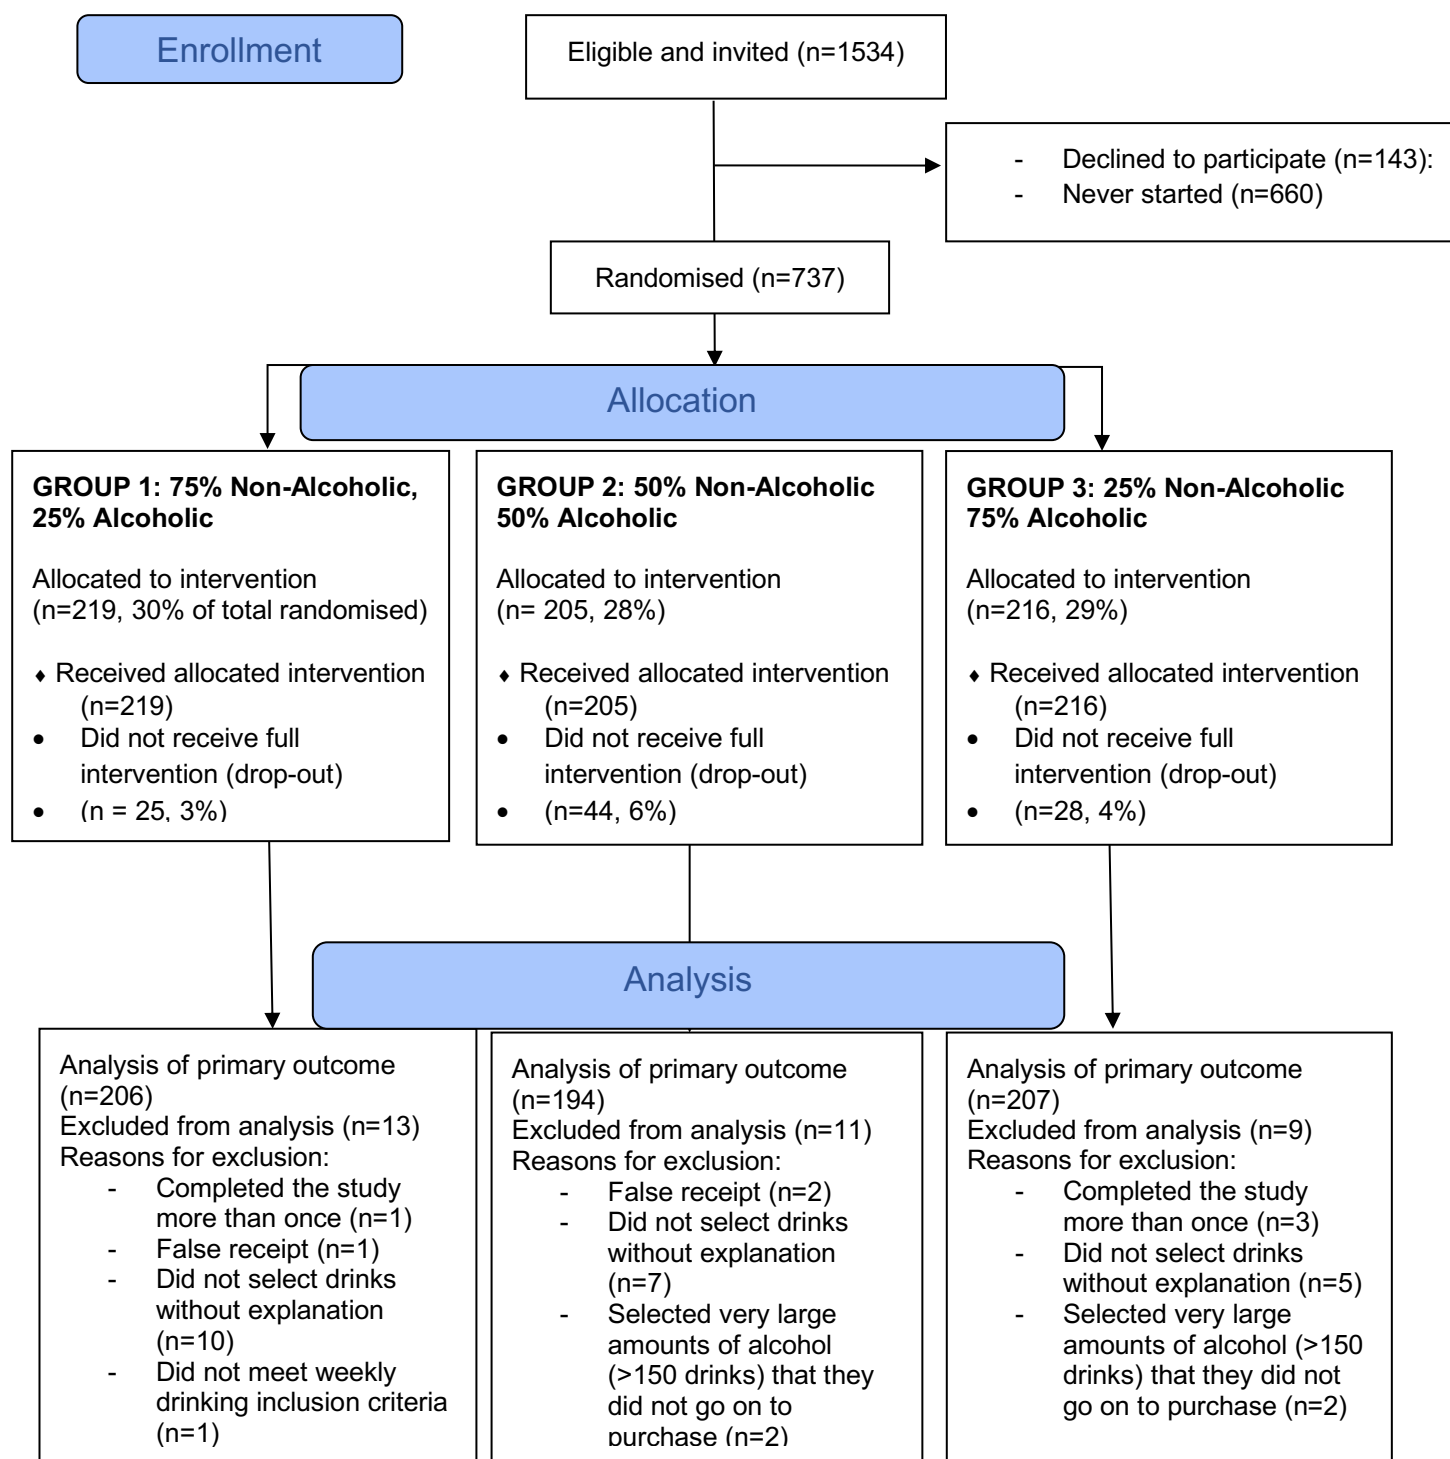 Enrollment
Eligible and invited (n=1534)
- Declined to participate (n=143):
- Never started (n=660)
Randomised (n=737)
Allocation
GROUP 1: 75% Non-Alcoholic,
25% Alcoholic
Allocated to intervention
(n=219, 30% of total randomised)
♦ Received allocated intervention
(n=219)
• Did not receive full
intervention (drop-out)
• (n = 25, 3%)
GROUP 2: 50% Non-Alcoholic
50% Alcoholic
Allocated to intervention
(n= 205, 28%)
♦ Received allocated intervention
(n=205)
• Did not receive full
intervention (drop-out)
• (n=44, 6%)
GROUP 3: 25% Non-Alcoholic
75% Alcoholic
Allocated to intervention
(n=216, 29%)
♦ Received allocated intervention
(n=216)
• Did not receive full
intervention (drop-out)
• (n=28, 4%)
Analysis
Analysis of primary outcome
(n=206)
Excluded from analysis (n=13)
Reasons for exclusion:
- Completed the study
more than once (n=1)
- False receipt (n=1)
- Did not select drinks
without explanation
(n=10)
- Did not meet weekly
drinking inclusion criteria
(n=1)
Analysis of primary outcome
(n=194)
Excluded from analysis (n=11)
Reasons for exclusion:
- False receipt (n=2)
- Did not select drinks
without explanation
(n=7)
- Selected very large
amounts of alcohol
(>150 drinks) that they
did not go on to
purchase (n=2)
Analysis of primary outcome
(n=207)
Excluded from analysis (n=9)
Reasons for exclusion:
- Completed the study
more than once (n=3)
- Did not select drinks
without explanation (n=5)
- Selected very large
amounts of alcohol (>150
drinks) that they did not
go on to purchase (n=2)